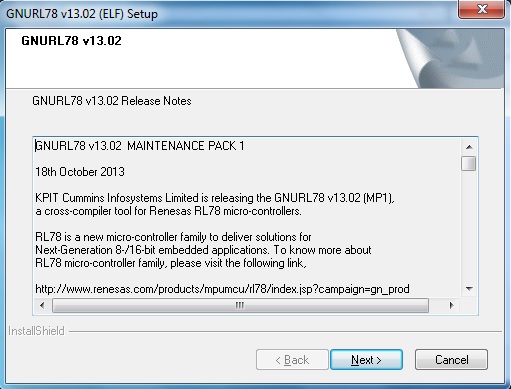 GNURL78 v13.02 (ELF) Setup
GNURL78 v13.02
GNURL78 v13.02 Release Notes
GNURL78 v13.02  MAINTENANCE PACK 1
18th October 2013
KPIT Cummins Infosystems Limited is releasing the GNURL78 v13.02 (MP1),
a cross-compiler tool for Renesas RL78 micro-controllers.
RL78 is a new micro-controller family to deliver solutions for
Next-Generation 8-/16-bit embedded applications. To know more about
RL78 micro-controller family, please visit the following link,
http://www.renesas.com/products/mpumcu/rl78/index.jsp?campaign=gn_prod
InstallShield
< Back
Next >
Cancel